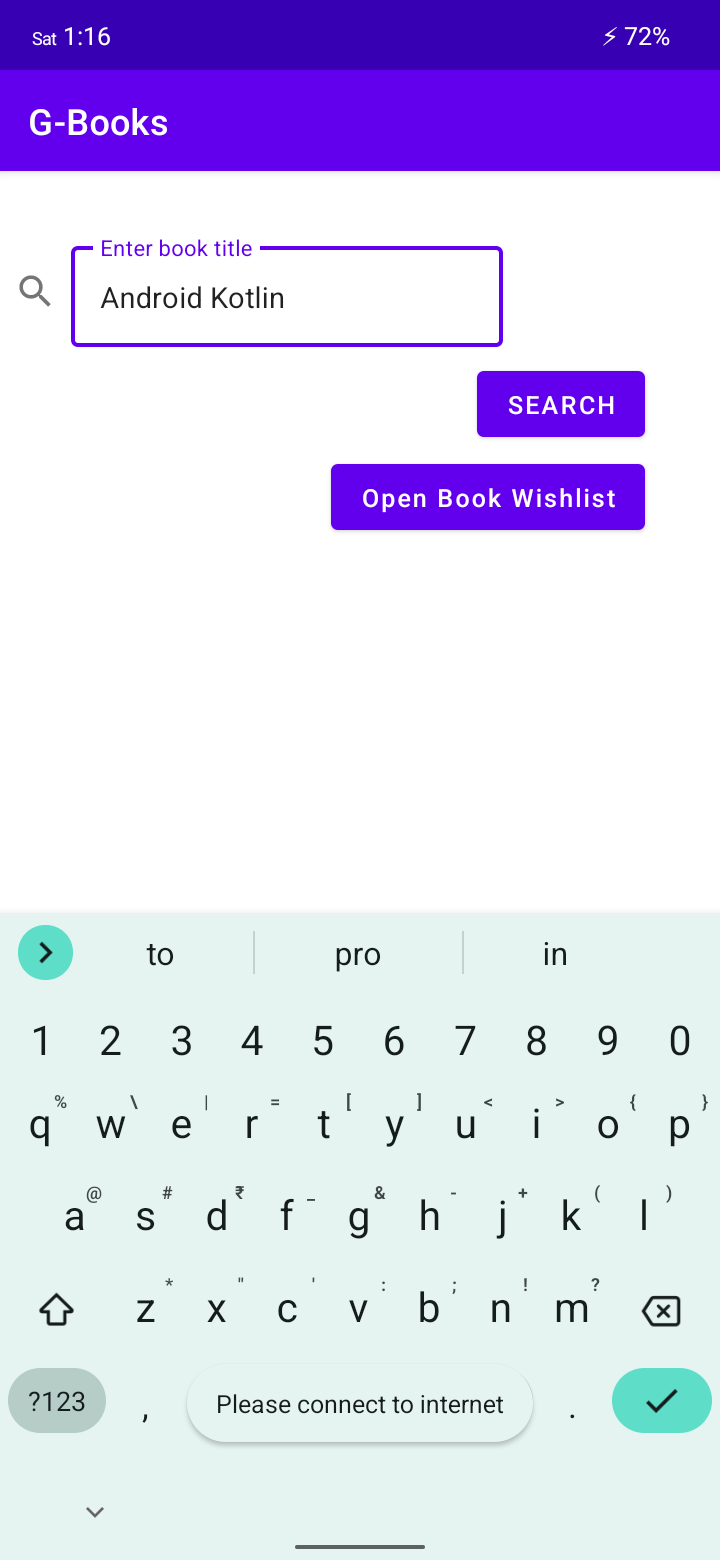 Sat 1:16 ⚡ 72%
G-Books
Enter book title
Android Kotlin
SEARCH
Open Book Wishlist
to pro in
1 2 3 4 5 6 7 8 9 0
% \ | = [ ] < > { }
q w e r t y u i o p
@ # ₹ _ & - + ( )
a s d f g h j k l
* " ' : ; ! ?
z x c v b n m
?123 , Please connect to internet .